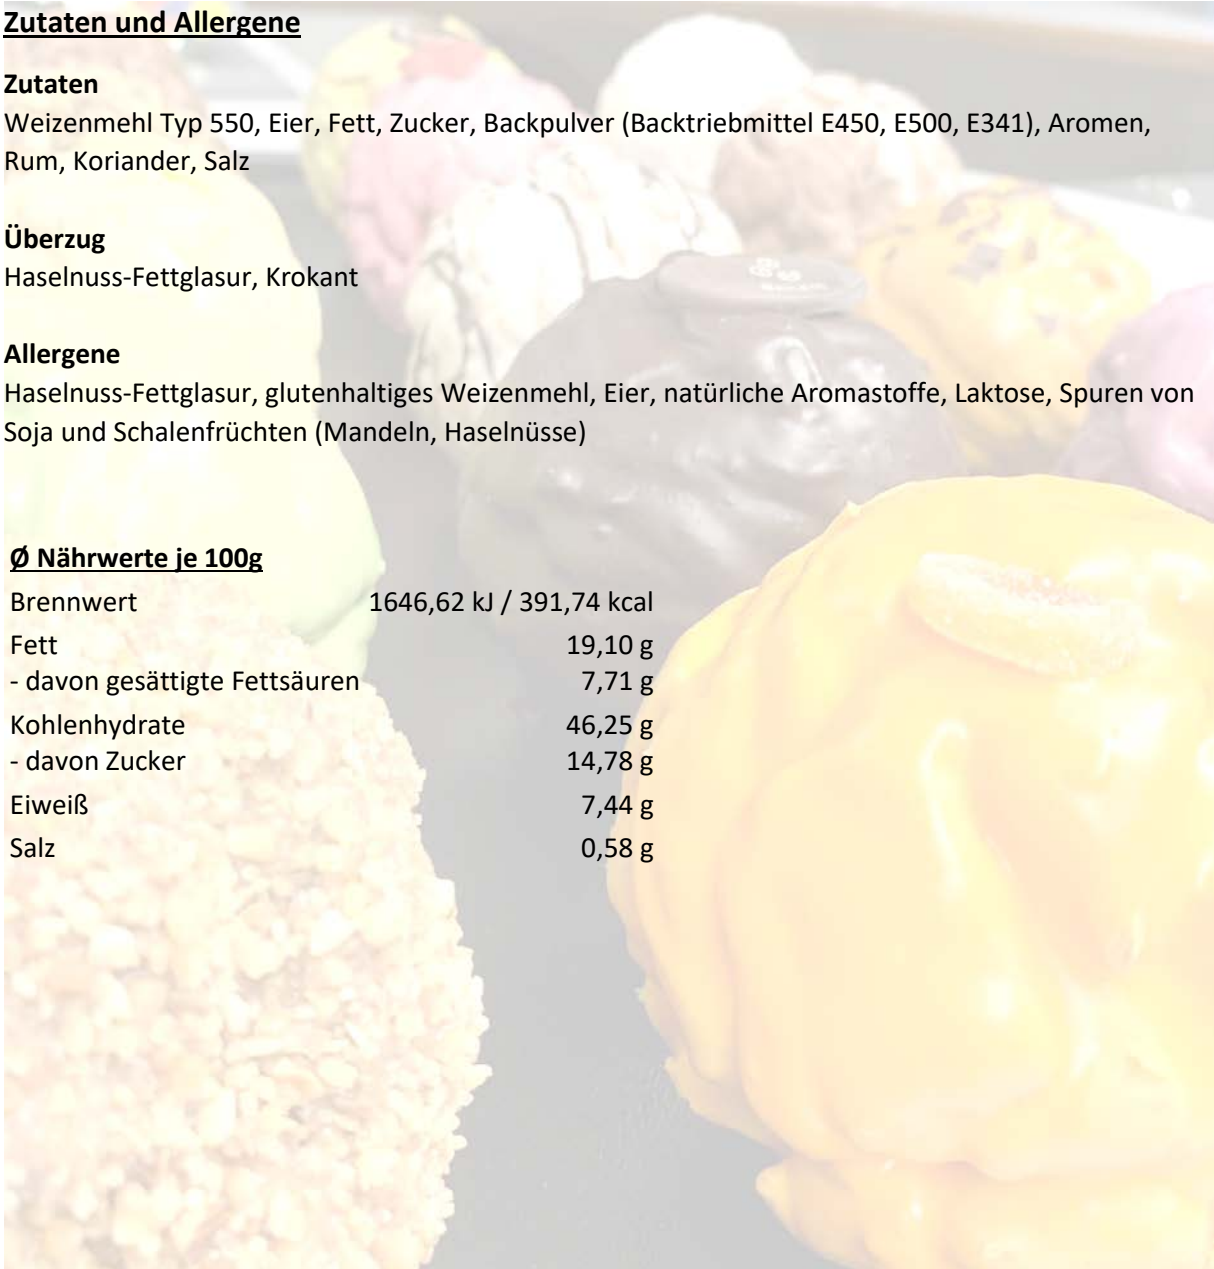 Zutaten und Allergene
Zutaten
Weizenmehl Typ 550, Eier, Fett, Zucker, Backpulver (Backtriebmittel E450, E500, E341), Aromen,
Rum, Koriander, Salz
Überzug
Haselnuss-Fettglasur, Krokant
Allergene
Haselnuss-Fettglasur, glutenhaltiges Weizenmehl, Eier, natürliche Aromastoffe, Laktose, Spuren von
Soja und Schalenfrüchten (Mandeln, Haselnüsse)
Ø Nährwerte je 100g
Brennwert 1646,62 kJ / 391,74 kcal
Fett 19,10 g
- davon gesättigte Fettsäuren 7,71 g
Kohlenhydrate 46,25 g
- davon Zucker 14,78 g
Eiweiß 7,44 g
Salz 0,58 g